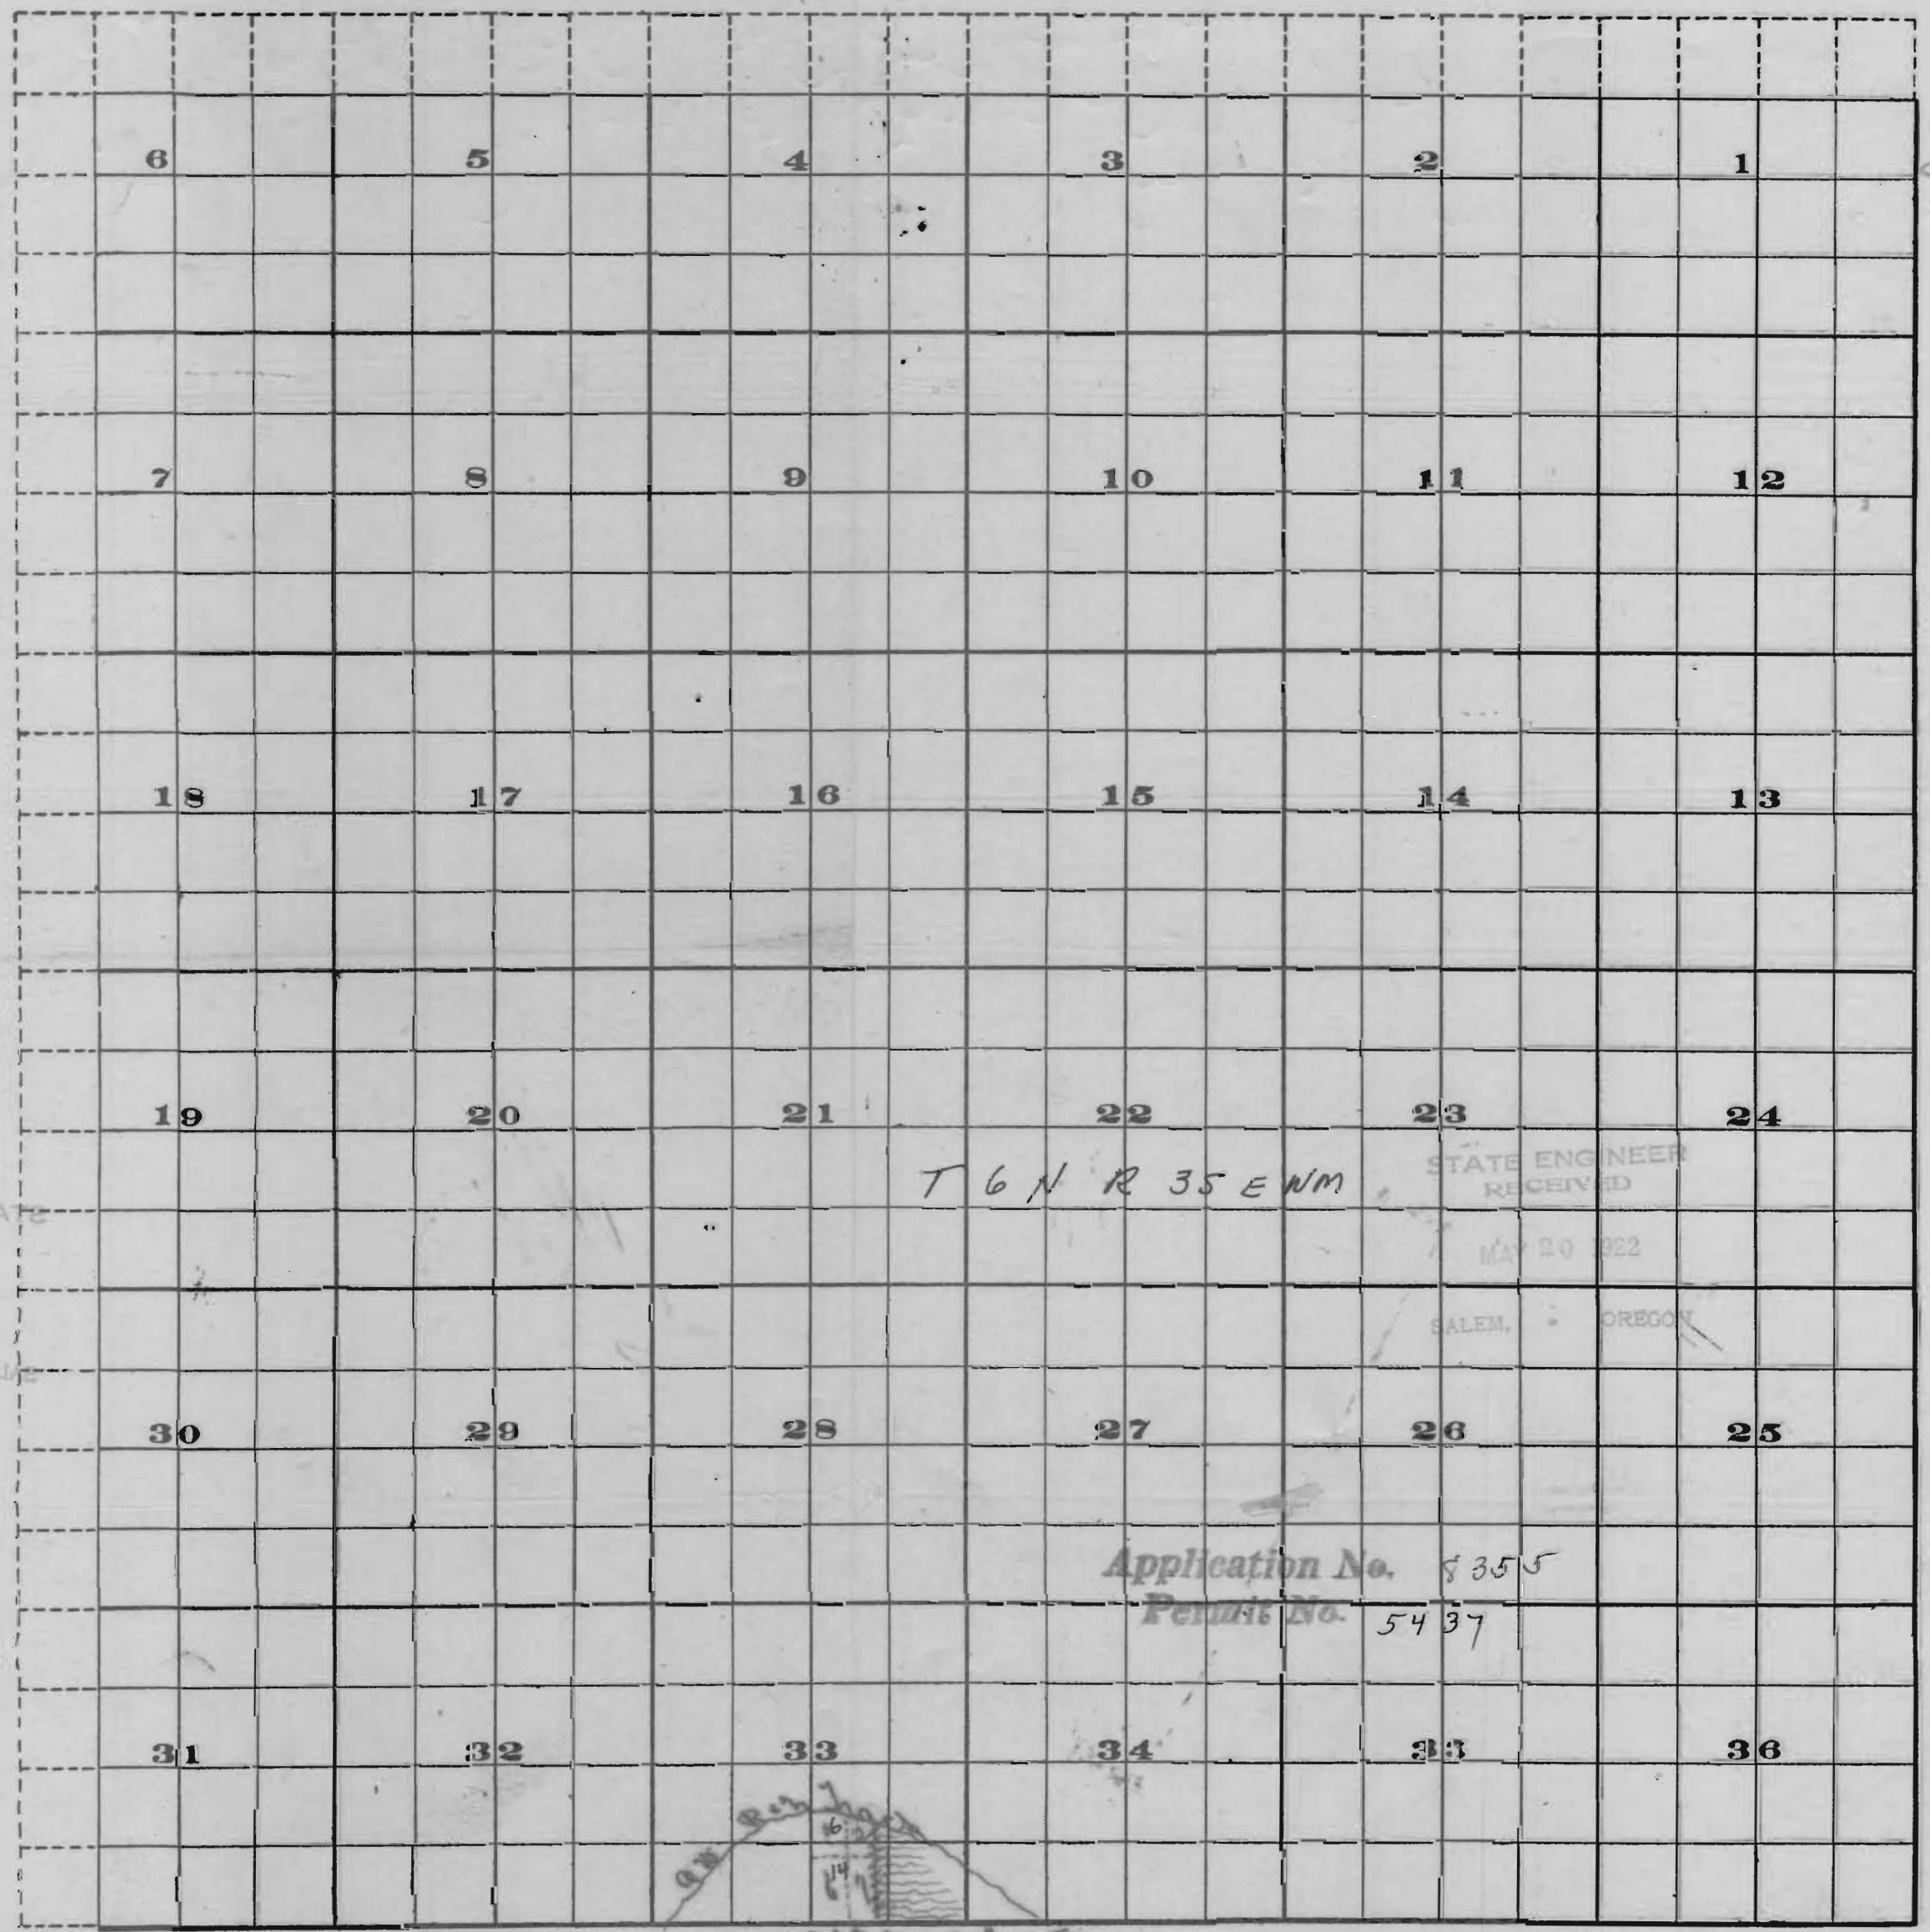 6 5 4 3 2 1
7 8 9 10 11 12
18 17 16 15 14 13
19 20 21 22 23 24
T 6 N R 35 E WM
STATE ENGINEER
RECEIVED
MAY 20 1922
SALEM, OREGON
30 29 28 27 26 25
Application No. 8355
Permit No. 5437
31 32 33 34 35 36
6
14